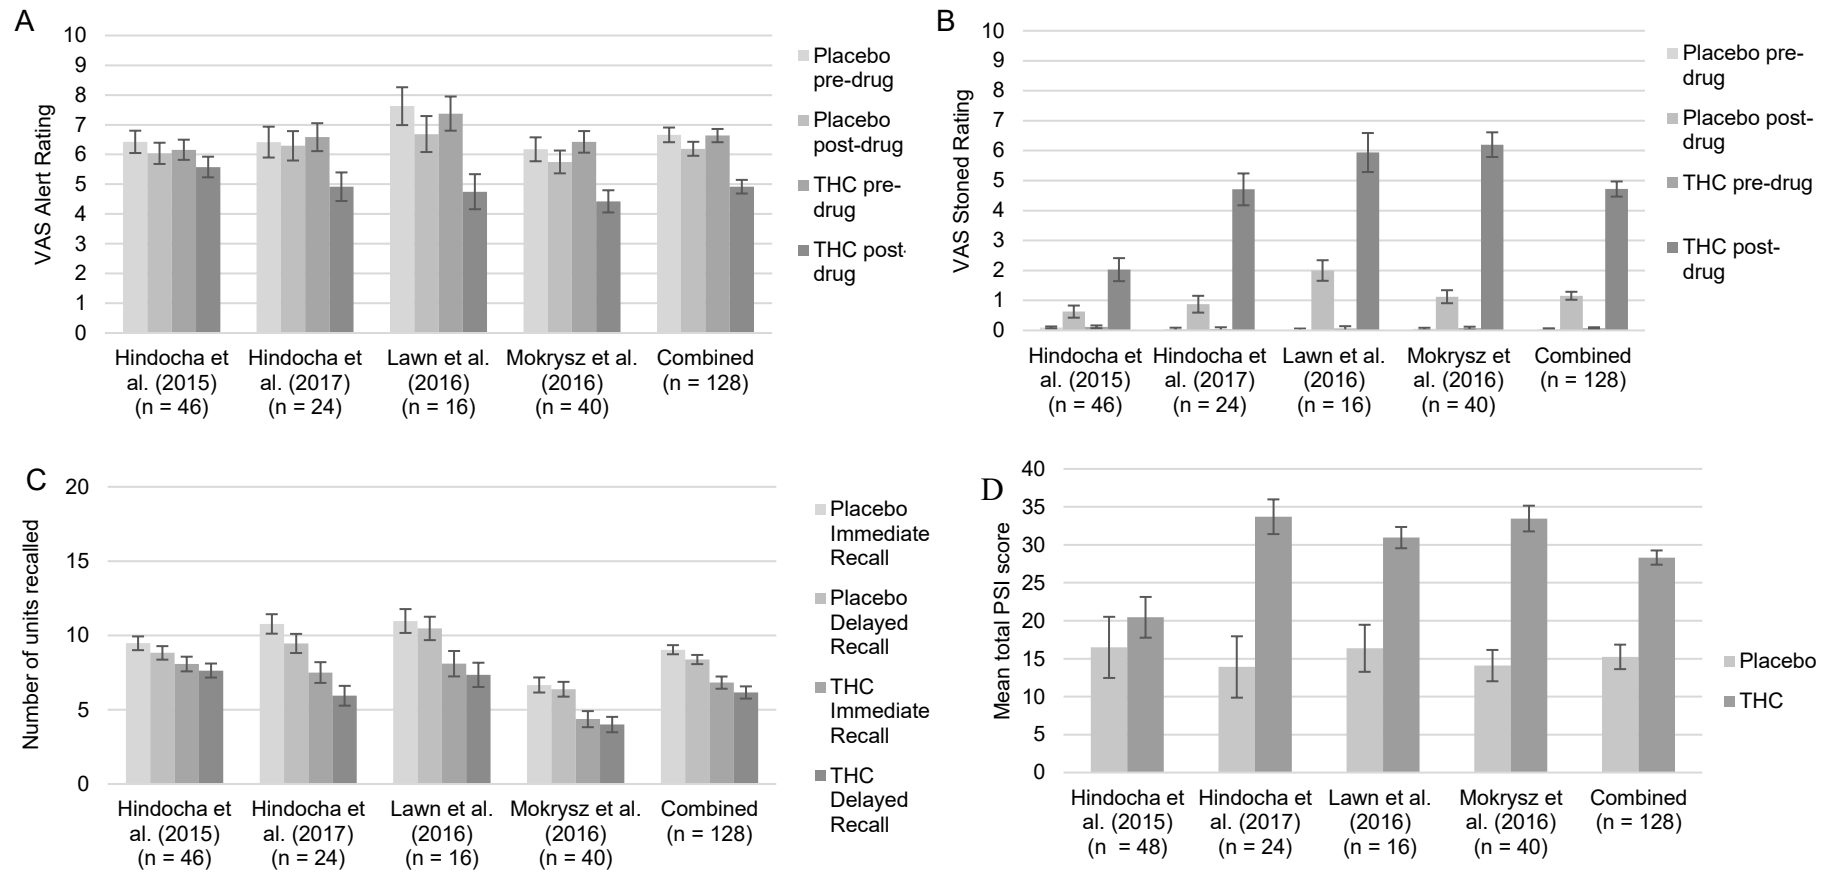 A
VAS Alert Rating
10
9
8
7
6
5
4
3
2
1
0
Hindocha et
al. (2015)
(n = 46)
Hindocha et
al. (2017)
(n = 24)
Lawn et al.
(2016)
(n = 16)
Mokrysz et al.
(2016)
(n = 40)
Combined
(n = 128)
Placebo
pre-drug
Placebo
post-drug
THC pre-
drug
THC post-
drug
B
VAS Stoned Rating
10
9
8
7
6
5
4
3
2
1
0
Hindocha et
al. (2015)
(n = 46)
Hindocha et
al. (2017)
(n = 24)
Lawn et al.
(2016)
(n = 16)
Mokrysz et
al. (2016)
(n = 40)
Combined
(n = 128)
Placebo pre-
drug
Placebo post-
drug
THC pre-drug
THC post-
drug
C
Number of units recalled
20
15
10
5
0
Hindocha et
al. (2015)
(n = 46)
Hindocha et
al. (2017)
(n = 24)
Lawn et al.
(2016)
(n = 16)
Mokrysz et al.
(2016)
(n = 40)
Combined
(n = 128)
Placebo
Immediate
Recall
Placebo
Delayed
Recall
THC
Immediate
Recall
THC
Delayed
Recall
D
Mean total PSI score
40
35
30
25
20
15
10
5
0
Hindocha et
al. (2015)
(n = 48)
Hindocha et
al. (2017)
(n = 24)
Lawn et al.
(2016)
(n = 16)
Mokrysz et
al. (2016)
(n = 40)
Combined
(n = 128)
Placebo
THC